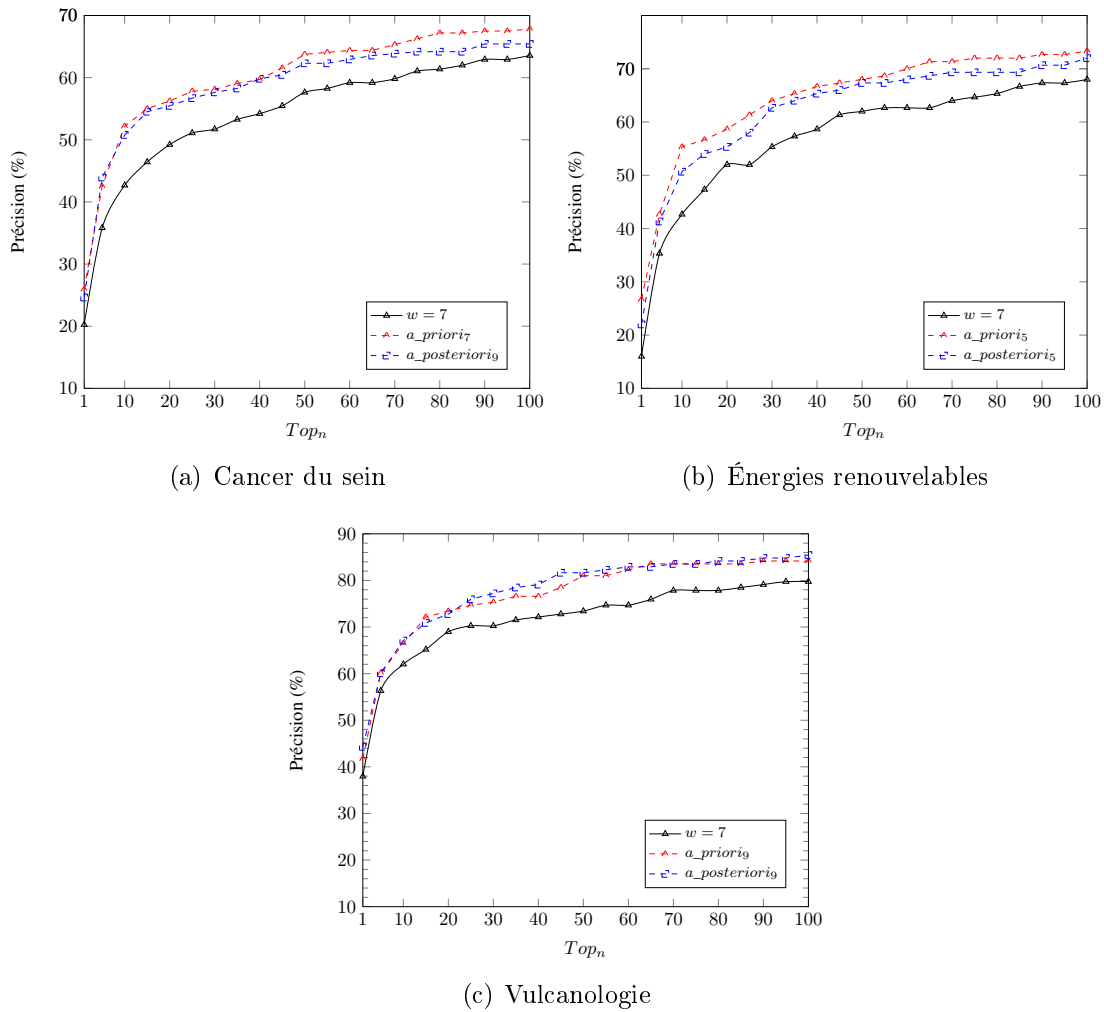 70
60
50
40
30
20
10
Précision (%)
1 10 20 30 40 50 60 70 80 90 100
Top_n
w = 7
a_priori_7
a_posteriori_9
(a) Cancer du sein
70
60
50
40
30
20
10
Précision (%)
1 10 20 30 40 50 60 70 80 90 100
Top_n
w = 7
a_priori_5
a_posteriori_5
(b) Énergies renouvelables
90
80
70
60
50
40
30
20
10
Précision (%)
1 10 20 30 40 50 60 70 80 90 100
Top_n
w = 7
a_priori_9
a_posteriori_9
(c) Vulcanologie